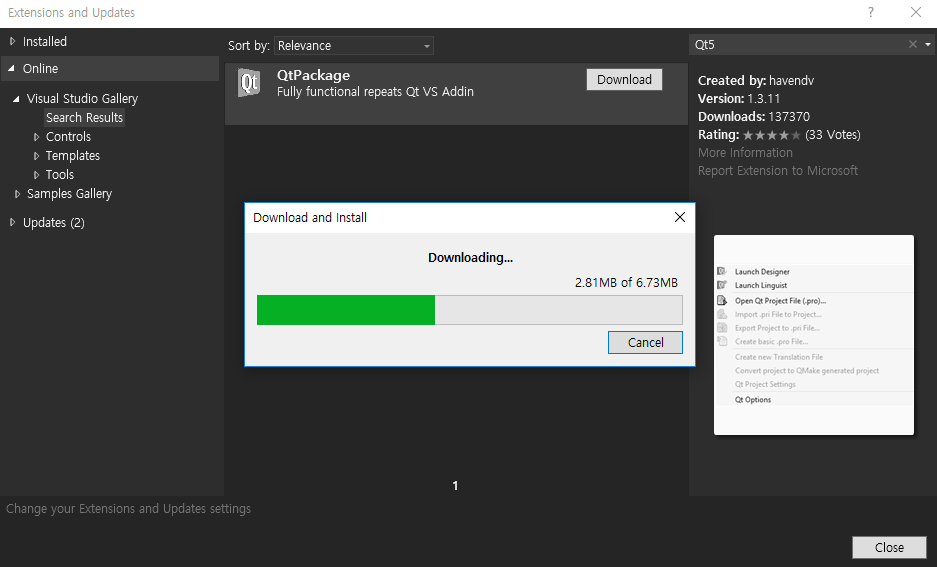 Extensions and Updates
Installed
Online
Visual Studio Gallery
Search Results
Controls
Templates
Tools
Samples Gallery
Updates (2)
Sort by: Relevance
Qt
QtPackage
Fully functional repeats Qt VS Addin
Download
Qt5
Created by: havendv
Version: 1.3.11
Downloads: 137370
Rating: (33 Votes)
More Information
Report Extension to Microsoft
Download and Install
Downloading...
2.81MB of 6.73MB
Cancel
Launch Designer
Launch Linguist
Open Qt Project File (.pro)...
Import .pri File to Project...
Export Project to .pri File...
Create basic .pro File...
Create new Translation File
Convert project to QMake generated project
Qt Project Settings
Qt Options
1
Change your Extensions and Updates settings
Close